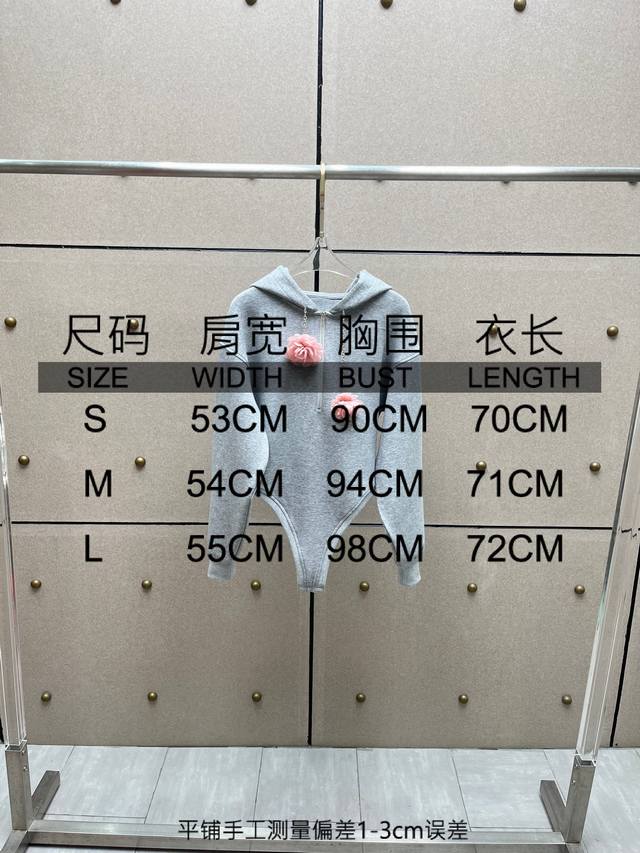 尺码 肩宽 胸围 衣长
SIZE WIDTH BUST LENGTH
S 53CM 90CM 70CM
M 54CM 94CM 71CM
L 55CM 98CM 72CM
平铺手工测量偏差1-3cm误差